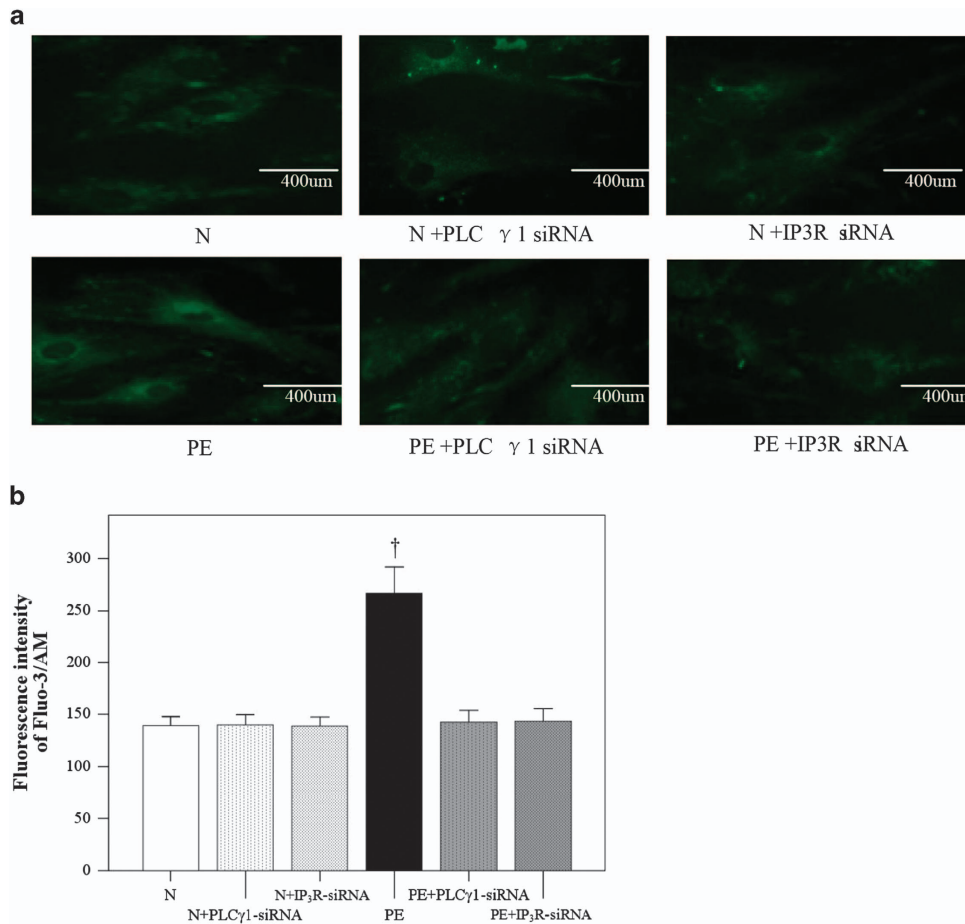 a
400um
400um
400um
N
N +PLC γ 1 siRNA
N +IP3R siRNA
400um
400um
400um
PE
PE +PLC γ 1 siRNA
PE +IP3R siRNA
b
Fluorescence intensity
of Fluo-3/AM
300
250
200
150
100
50
0
†
N
N+PLCγ1-siRNA
N+IP₃R-siRNA
PE
PE+PLCγ1-siRNA
PE+IP₃R-siRNA